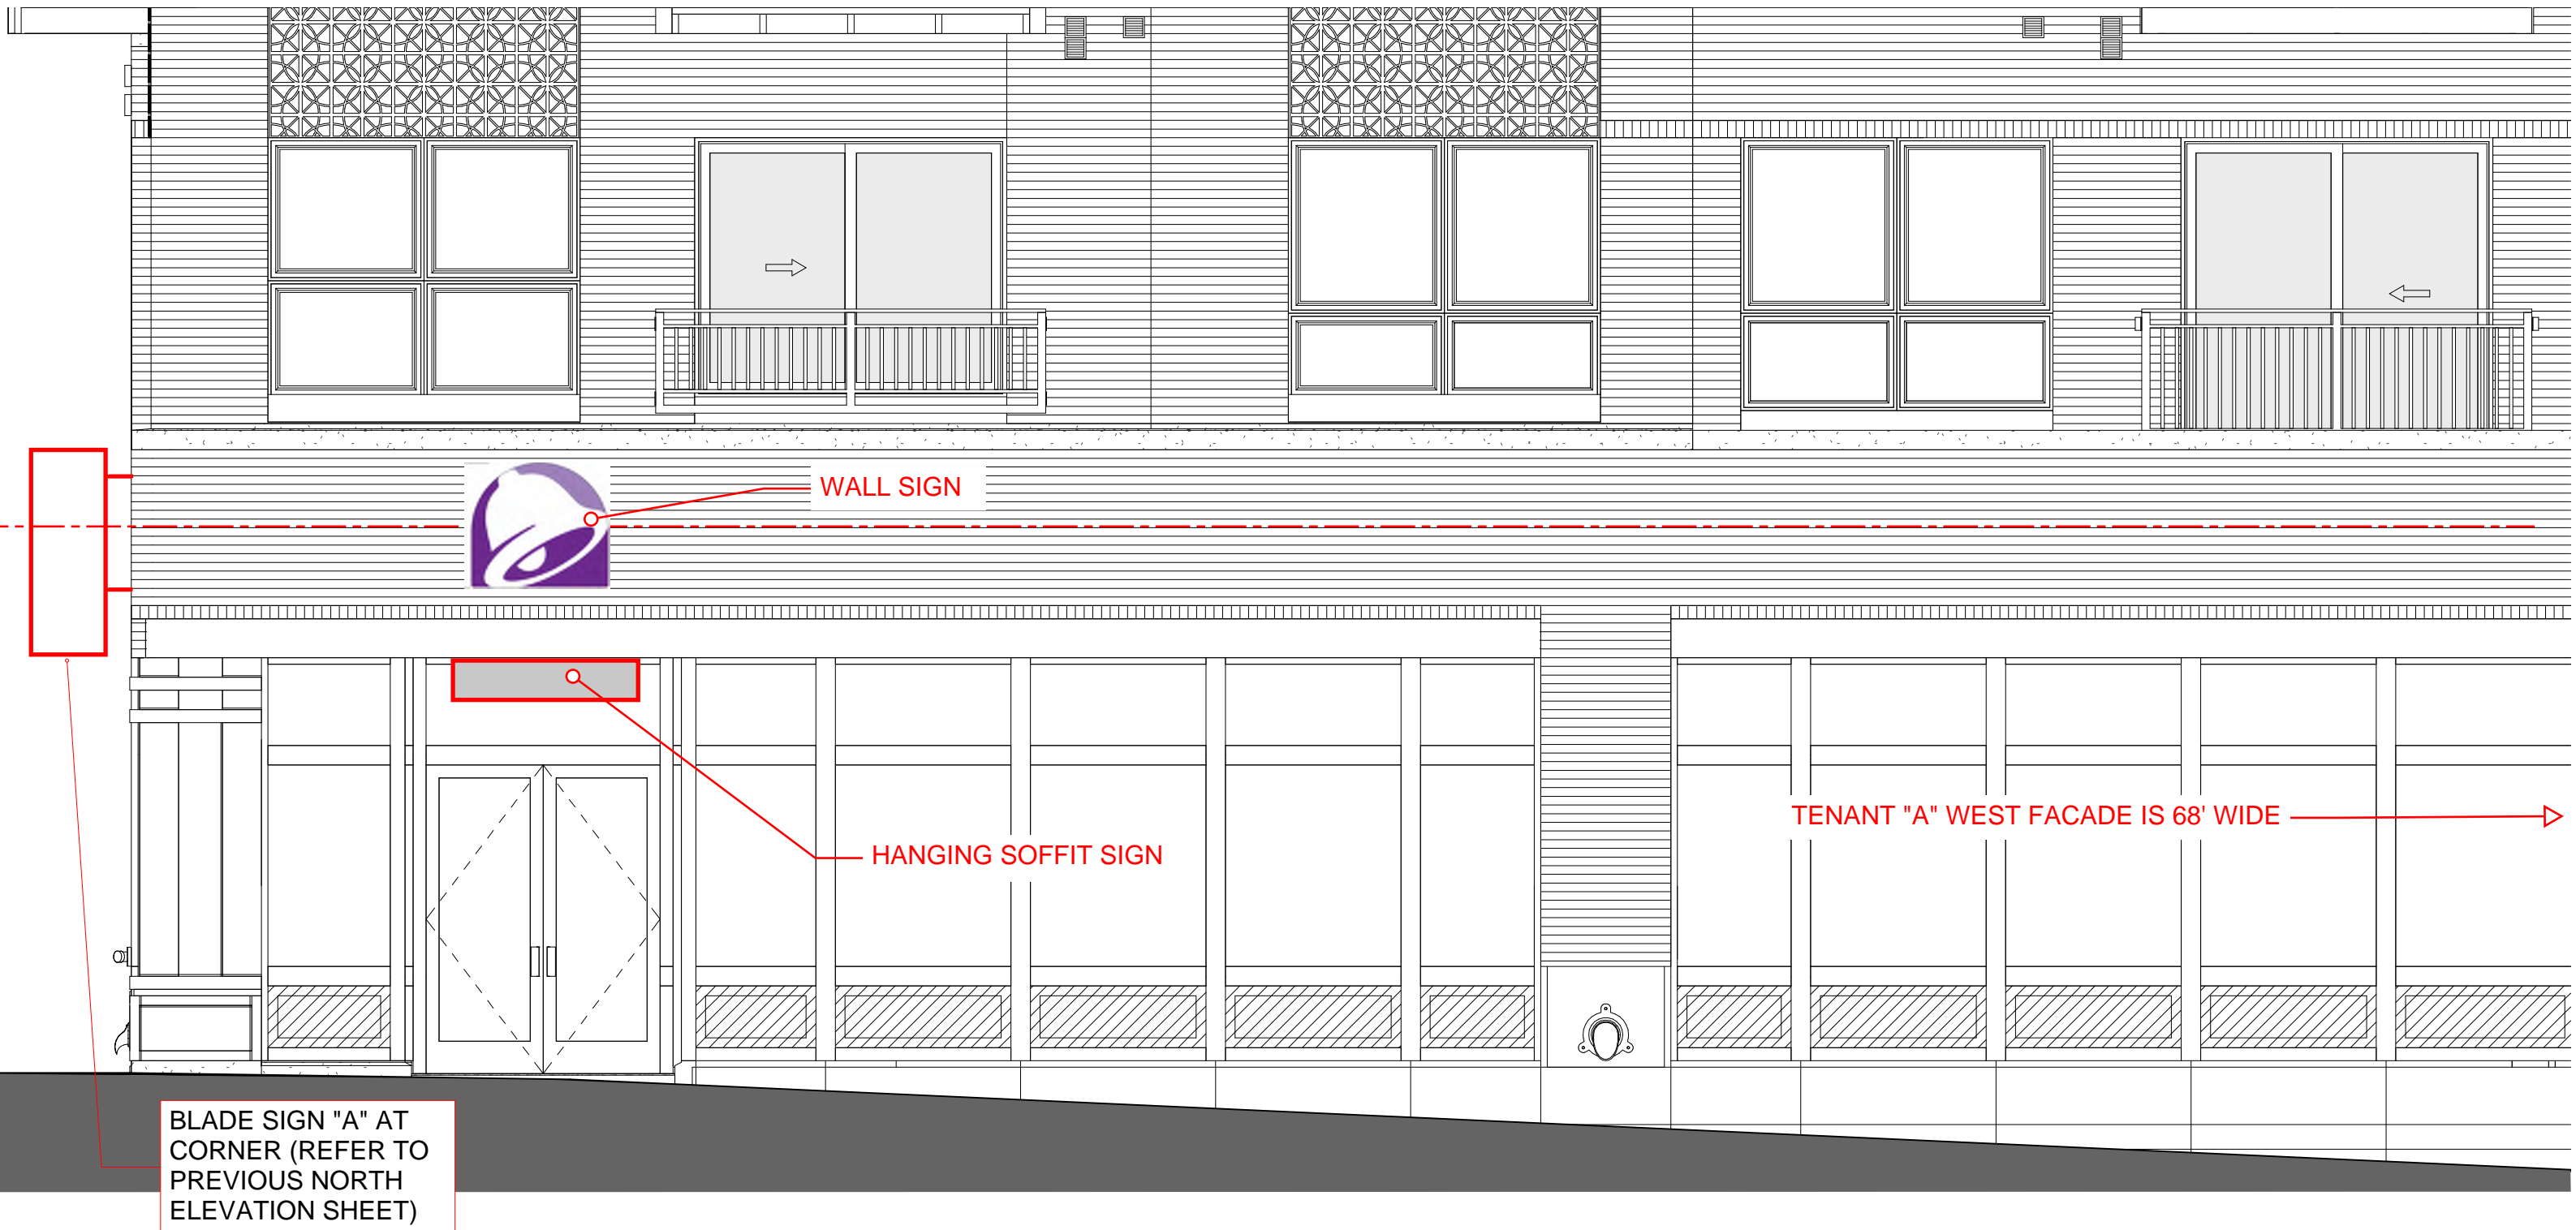 WALL SIGN
TENANT "A" WEST FACADE IS 68' WIDE
HANGING SOFFIT SIGN
BLADE SIGN "A" AT
CORNER (REFER TO
PREVIOUS NORTH
ELEVATION SHEET)